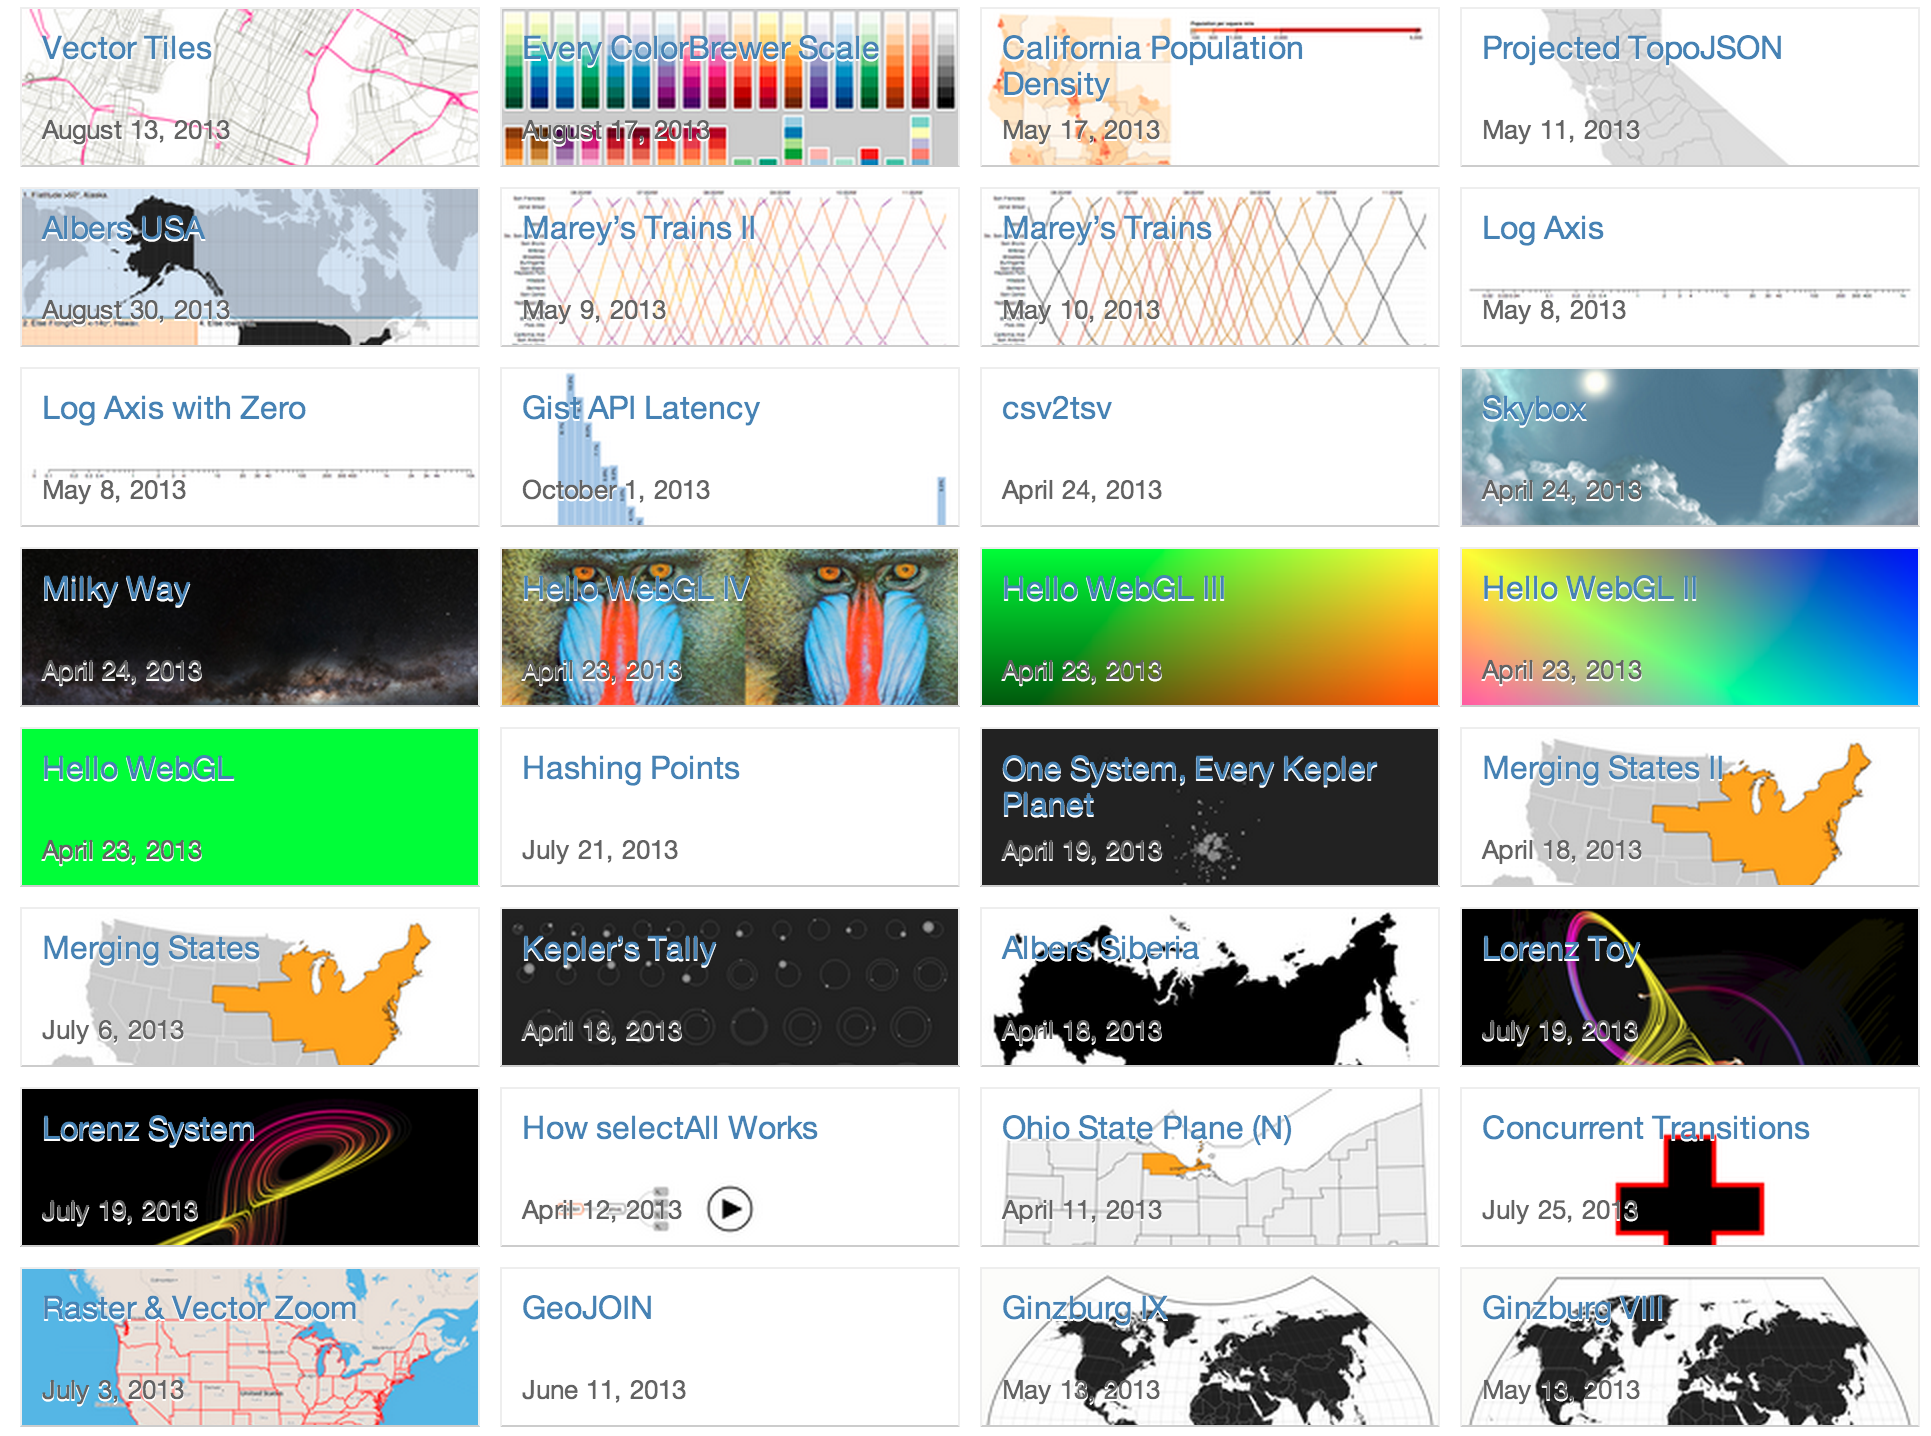 Vector Tiles
August 13, 2013
Every ColorBrewer Scale
August 17, 2013
California Population
Density
Population per square mile
May 17, 2013
Projected TopoJSON
May 11, 2013
Albers USA
August 30, 2013
Marey’s Trains II
May 9, 2013
Marey’s Trains
May 10, 2013
Log Axis
May 8, 2013
Log Axis with Zero
May 8, 2013
Gist API Latency
October 1, 2013
csv2tsv
April 24, 2013
Skybox
April 24, 2013
Milky Way
April 24, 2013
Hello WebGL IV
April 23, 2013
Hello WebGL III
April 23, 2013
Hello WebGL II
April 23, 2013
Hello WebGL
April 23, 2013
Hashing Points
July 21, 2013
One System, Every Kepler
Planet
April 19, 2013
Merging States II
April 18, 2013
Merging States
July 6, 2013
Kepler’s Tally
April 18, 2013
Albers Siberia
April 18, 2013
Lorenz Toy
July 19, 2013
Lorenz System
July 19, 2013
How selectAll Works
April 12, 2013
Ohio State Plane (N)
April 11, 2013
Concurrent Transitions
July 25, 2013
Raster & Vector Zoom
July 3, 2013
GeoJOIN
June 11, 2013
Ginzburg IX
May 13, 2013
Ginzburg VIII
May 13, 2013